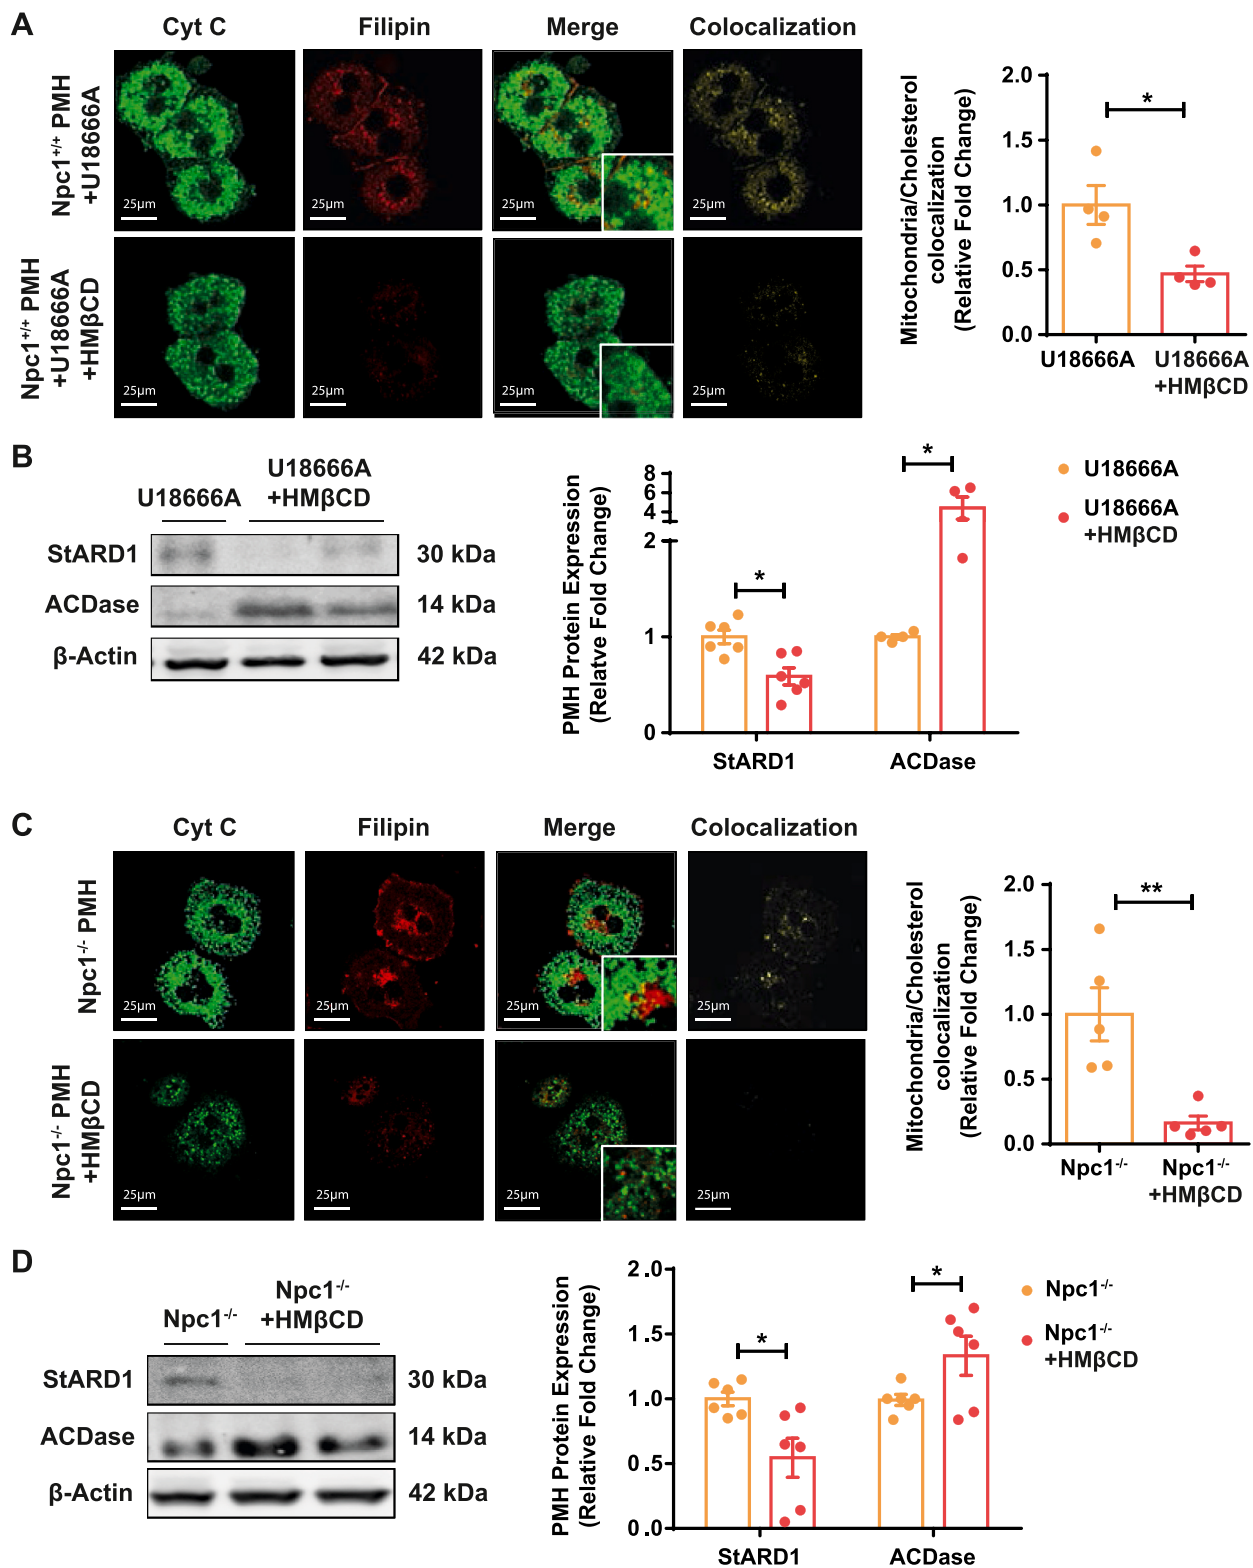 A
Cyt C
Filipin
Merge
Colocalization
Npc1+/+ PMH
+U18666A
25µm
25µm
25µm
25µm
Npc1+/+ PMH
+U18666A
+HMβCD
25µm
25µm
25µm
25µm
Mitochondria/Cholesterol
colocalization
(Relative Fold Change)
2.0
1.5
1.0
0.5
0.0
*
U18666A
U18666A
+HMβCD
B
U18666A
U18666A
+HMβCD
StARD1
30 kDa
ACDase
14 kDa
β-Actin
42 kDa
PMH Protein Expression
(Relatve Fold Change)
8
6
4
2
1
0
*
*
StARD1
ACDase
U18666A
U18666A
+HMβCD
C
Cyt C
Filipin
Merge
Colocalization
Npc1-/- PMH
25µm
25µm
25µm
25µm
Npc1-/- PMH
+HMβCD
25µm
25µm
25µm
25µm
Mitochondria/Cholesterol
colocalization
(Relative Fold Change)
2.0
1.5
1.0
0.5
0.0
**
Npc1-/-
Npc1-/-
+HMβCD
D
Npc1-/-
Npc1-/-
+HMβCD
StARD1
30 kDa
ACDase
14 kDa
β-Actin
42 kDa
PMH Protein Expression
(Relative Fold Change)
2.0
1.5
1.0
0.5
0.0
*
*
StARD1
ACDase
Npc1-/-
Npc1-/-
+HMβCD